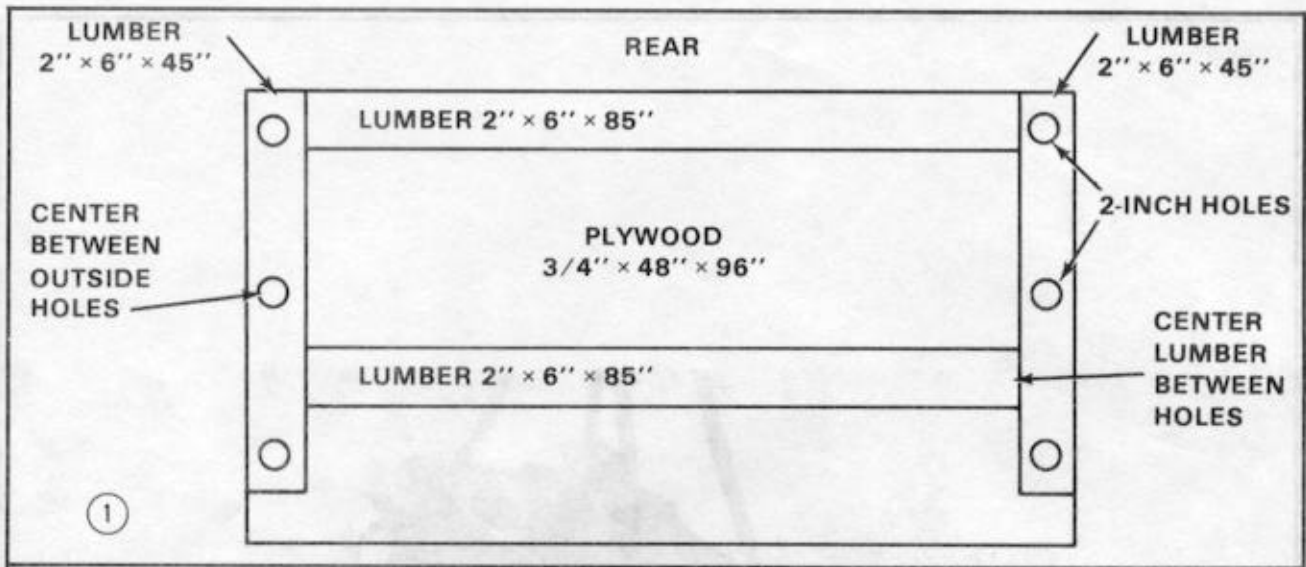 LUMBER
2″ × 6″ × 45″
REAR
LUMBER
2″ × 6″ × 45″
LUMBER 2″ × 6″ × 85″
2-INCH HOLES
CENTER
BETWEEN
OUTSIDE
HOLES
PLYWOOD
3/4″ × 48″ × 96″
CENTER
LUMBER
BETWEEN
HOLES
LUMBER 2″ × 6″ × 85″
1